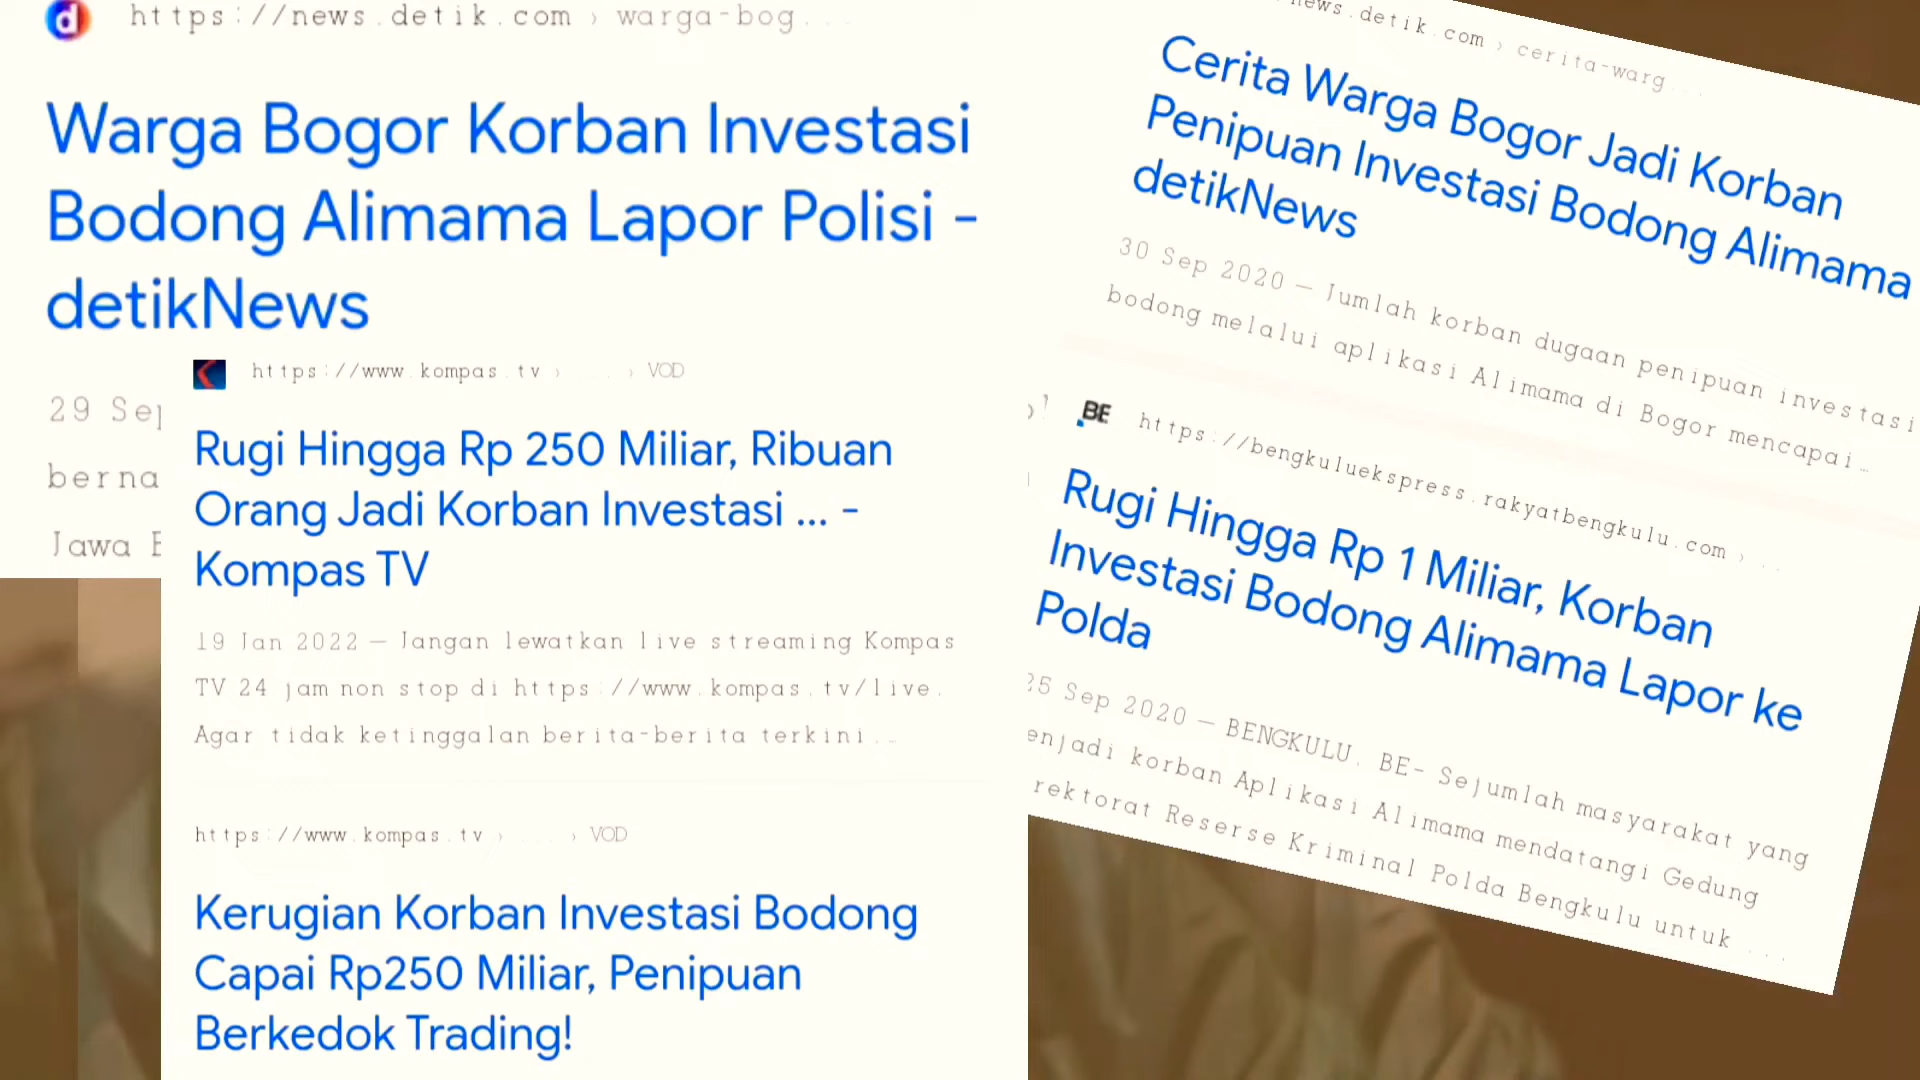 https://news.detik.com › warga-bog...
Warga Bogor Korban Investasi
Bodong Alimama Lapor Polisi -
detikNews
29 Sep
berna
Jawa
https://www.kompas.tv › ... › VOD
Rugi Hingga Rp 250 Miliar, Ribuan
Orang Jadi Korban Investasi ... -
Kompas TV
19 Jan 2022 — Jangan lewatkan live streaming Kompas
TV 24 jam non stop di https://www.kompas.tv/live.
Agar tidak ketinggalan berita-berita terkini...
https://www.kompas.tv › ... › VOD
Kerugian Korban Investasi Bodong
Capai Rp250 Miliar, Penipuan
Berkedok Trading!
news.detik.com › cerita-warg...
Cerita Warga Bogor Jadi Korban
Penipuan Investasi Bodong Alimama
detikNews
30 Sep 2020 — Jumlah korban dugaan penipuan investasi
bodong melalui aplikasi Alimama di Bogor mencapai...
BE
https://bengkuluekspress.rakyatbengkulu.com › ...
Rugi Hingga Rp 1 Miliar, Korban
Investasi Bodong Alimama Lapor ke
Polda
25 Sep 2020 — BENGKULU, BE- Sejumlah masyarakat yang
enjadi korban Aplikasi Alimama mendatangi Gedung
rektorat Reserse Kriminal Polda Bengkulu untuk ...